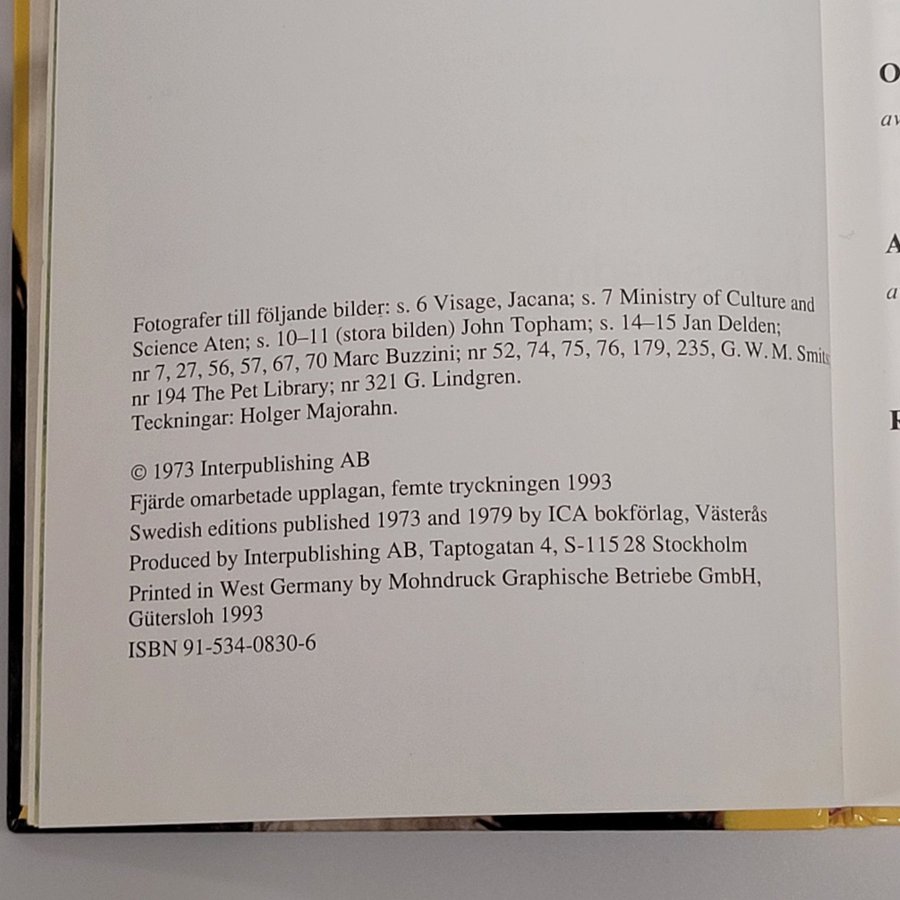 Fotografer till följande bilder: s. 6 Visage, Jacana; s. 7 Ministry of Culture and
Science Aten; s. 10–11 (stora bilden) John Topham; s. 14–15 Jan Delden;
nr 7, 27, 56, 57, 67, 70 Marc Buzzini; nr 52, 74, 75, 76, 179, 235, G. W. M. Smits
nr 194 The Pet Library; nr 321 G. Lindgren.
Teckningar: Holger Majorahn.
© 1973 Interpublishing AB
Fjärde omarbetade upplagan, femte tryckningen 1993
Swedish editions published 1973 and 1979 by ICA bokförlag, Västerås
Produced by Interpublishing AB, Taptogatan 4, S-115 28 Stockholm
Printed in West Germany by Mohndruck Graphische Betriebe GmbH,
Gütersloh 1993
ISBN 91-534-0830-6